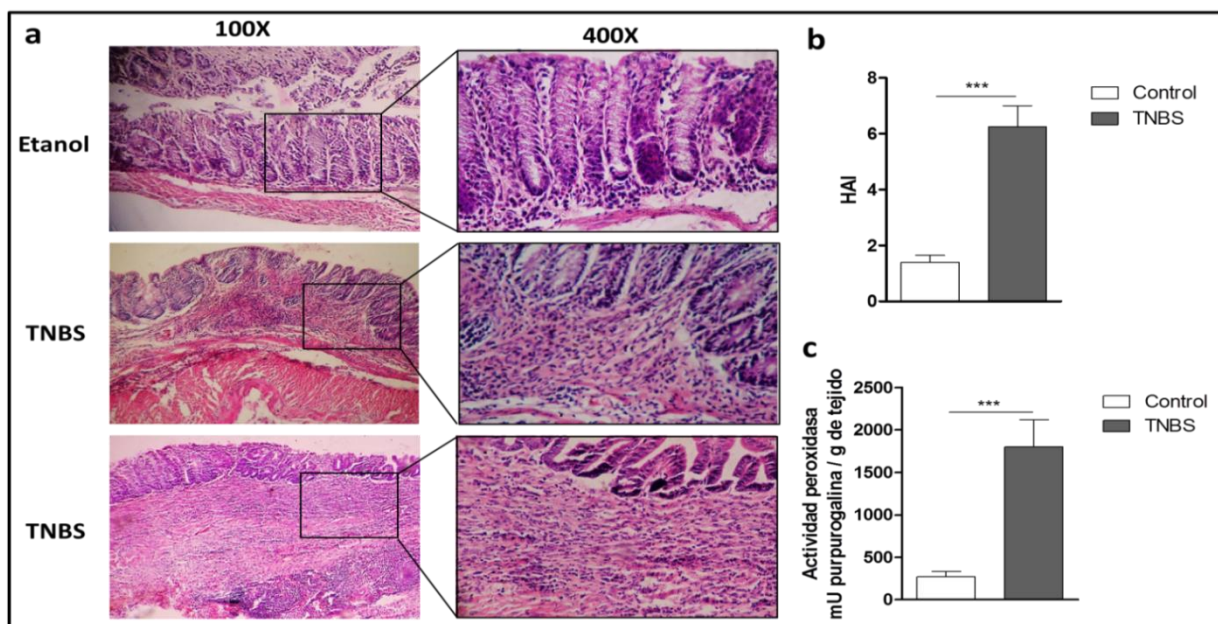 a
100X
400X
Etanol
TNBS
TNBS
b
8
6
4
2
0
HAI
***
Control
TNBS
c
2500
2000
1500
1000
500
0
Actividad peroxidasa
mU purpurogalina / g de tejido
***
Control
TNBS